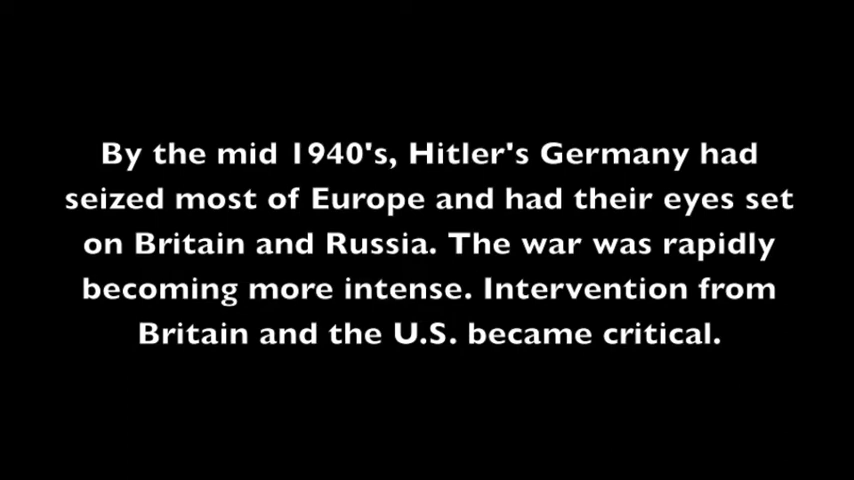 By the mid 1940's, Hitler's Germany had
seized most of Europe and had their eyes set
on Britain and Russia. The war was rapidly
becoming more intense. Intervention from
Britain and the U.S. became critical.